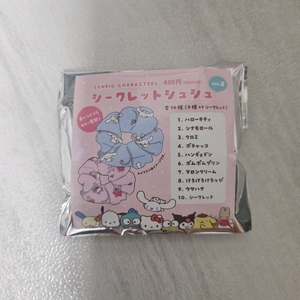 SANRIO CHARACTERS 400円
vol.2
シークレットシュシュ
全10種(9種+1シークレット)
1. ハローキティ
2. シナモロール
3. クロミ
4. ポチャッコ
5. ハンギョドン
6. ポムポムプリン
7. マロンクリーム
8. けろけろけろっぴ
9. ウサハナ
10. シークレット